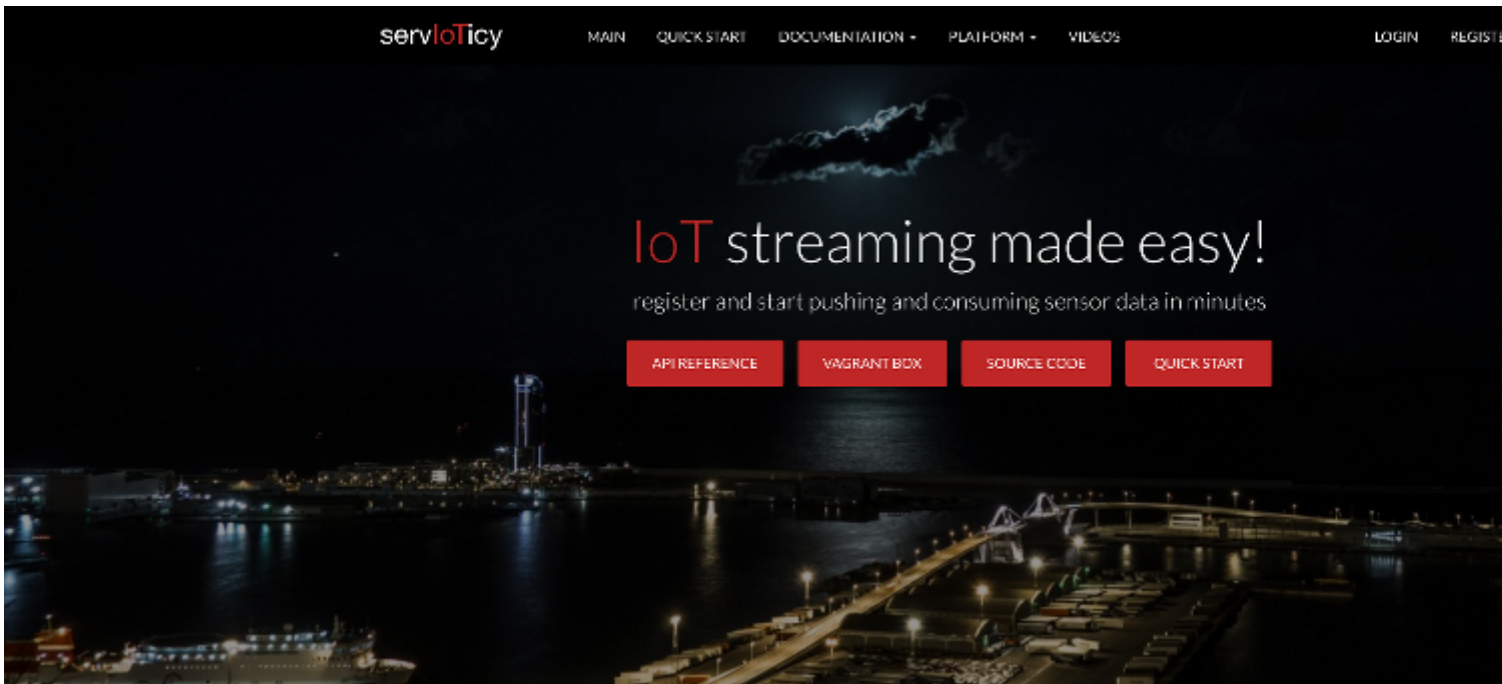 servIoTicy MAIN QUICK START DOCUMENTATION PLATFORM VIDEOS LOGIN
IoT streaming made easy!
register and start pushing and consuming sensor data in minutes
API REFERENCE VAGRANT BOX SOURCE CODE QUICK START